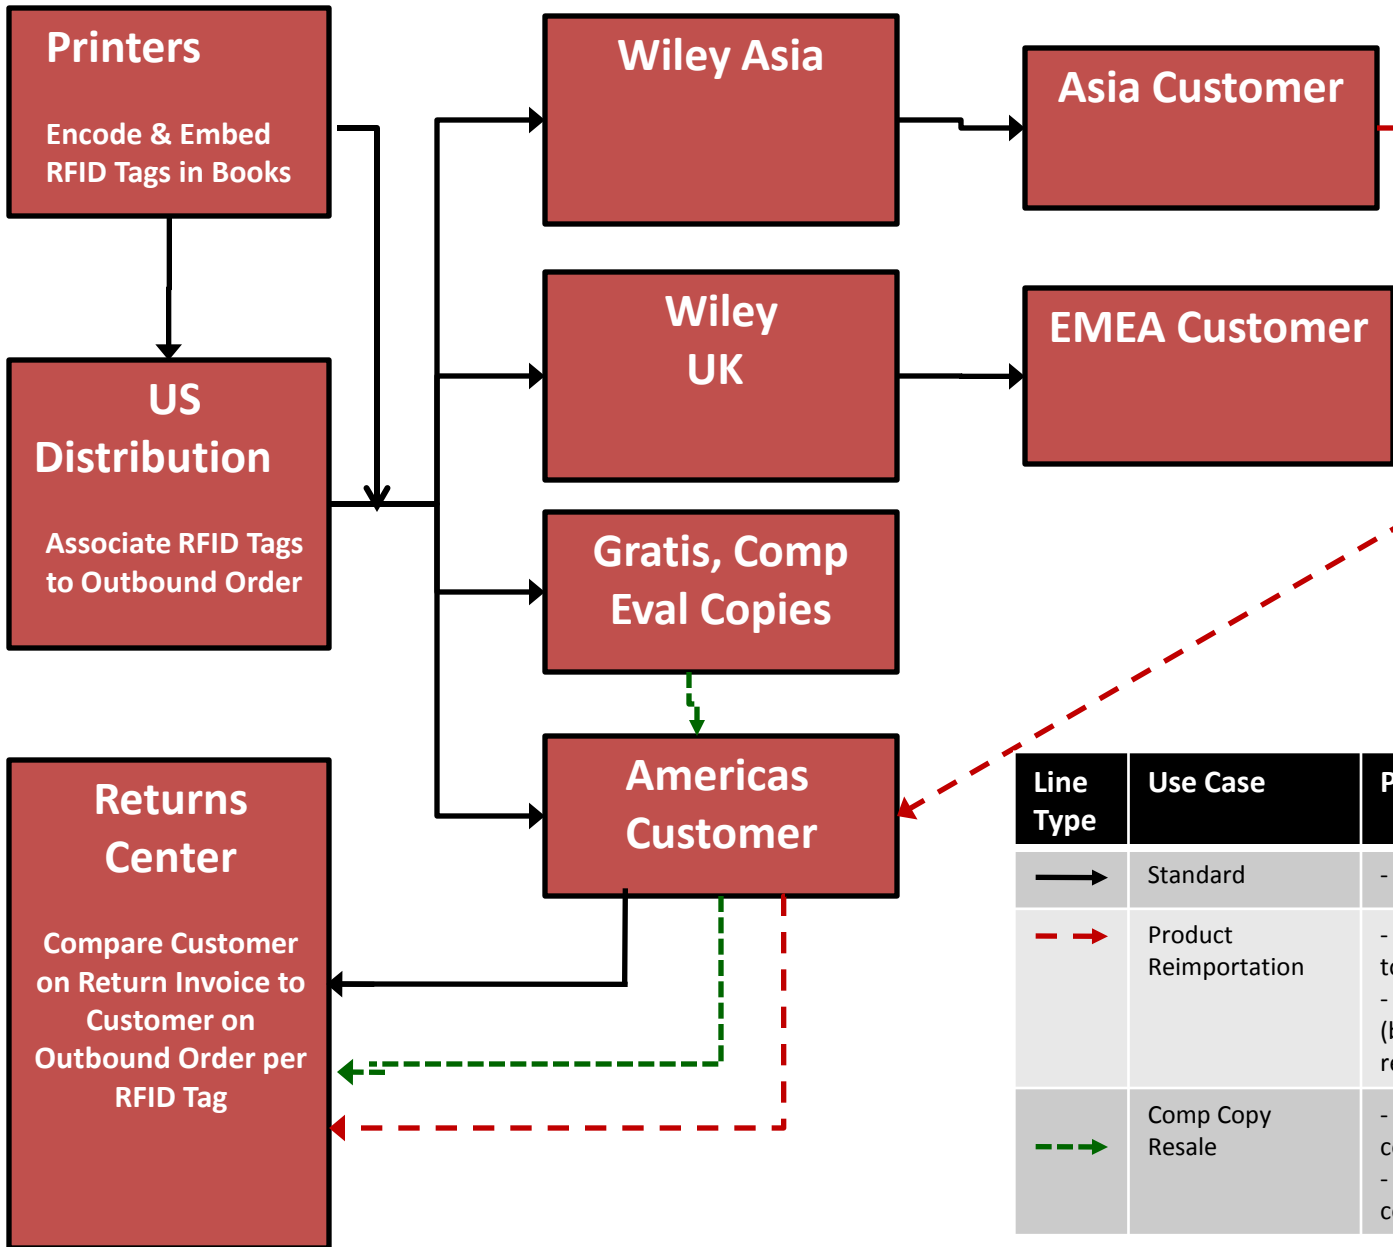 Printers
Encode & Embed
RFID Tags in Books
Wiley Asia
Asia Customer
US
Distribution
Associate RFID Tags
to Outbound Order
Wiley
UK
EMEA Customer
Gratis, Comp
Eval Copies
Americas
Customer
Returns
Center
Compare Customer
on Return Invoice to
Customer on
Outbound Order per
RFID Tag
Line
Type
Use Case
Standard
-
Product
Reimportation
-
-
Comp Copy
Resale
-
-